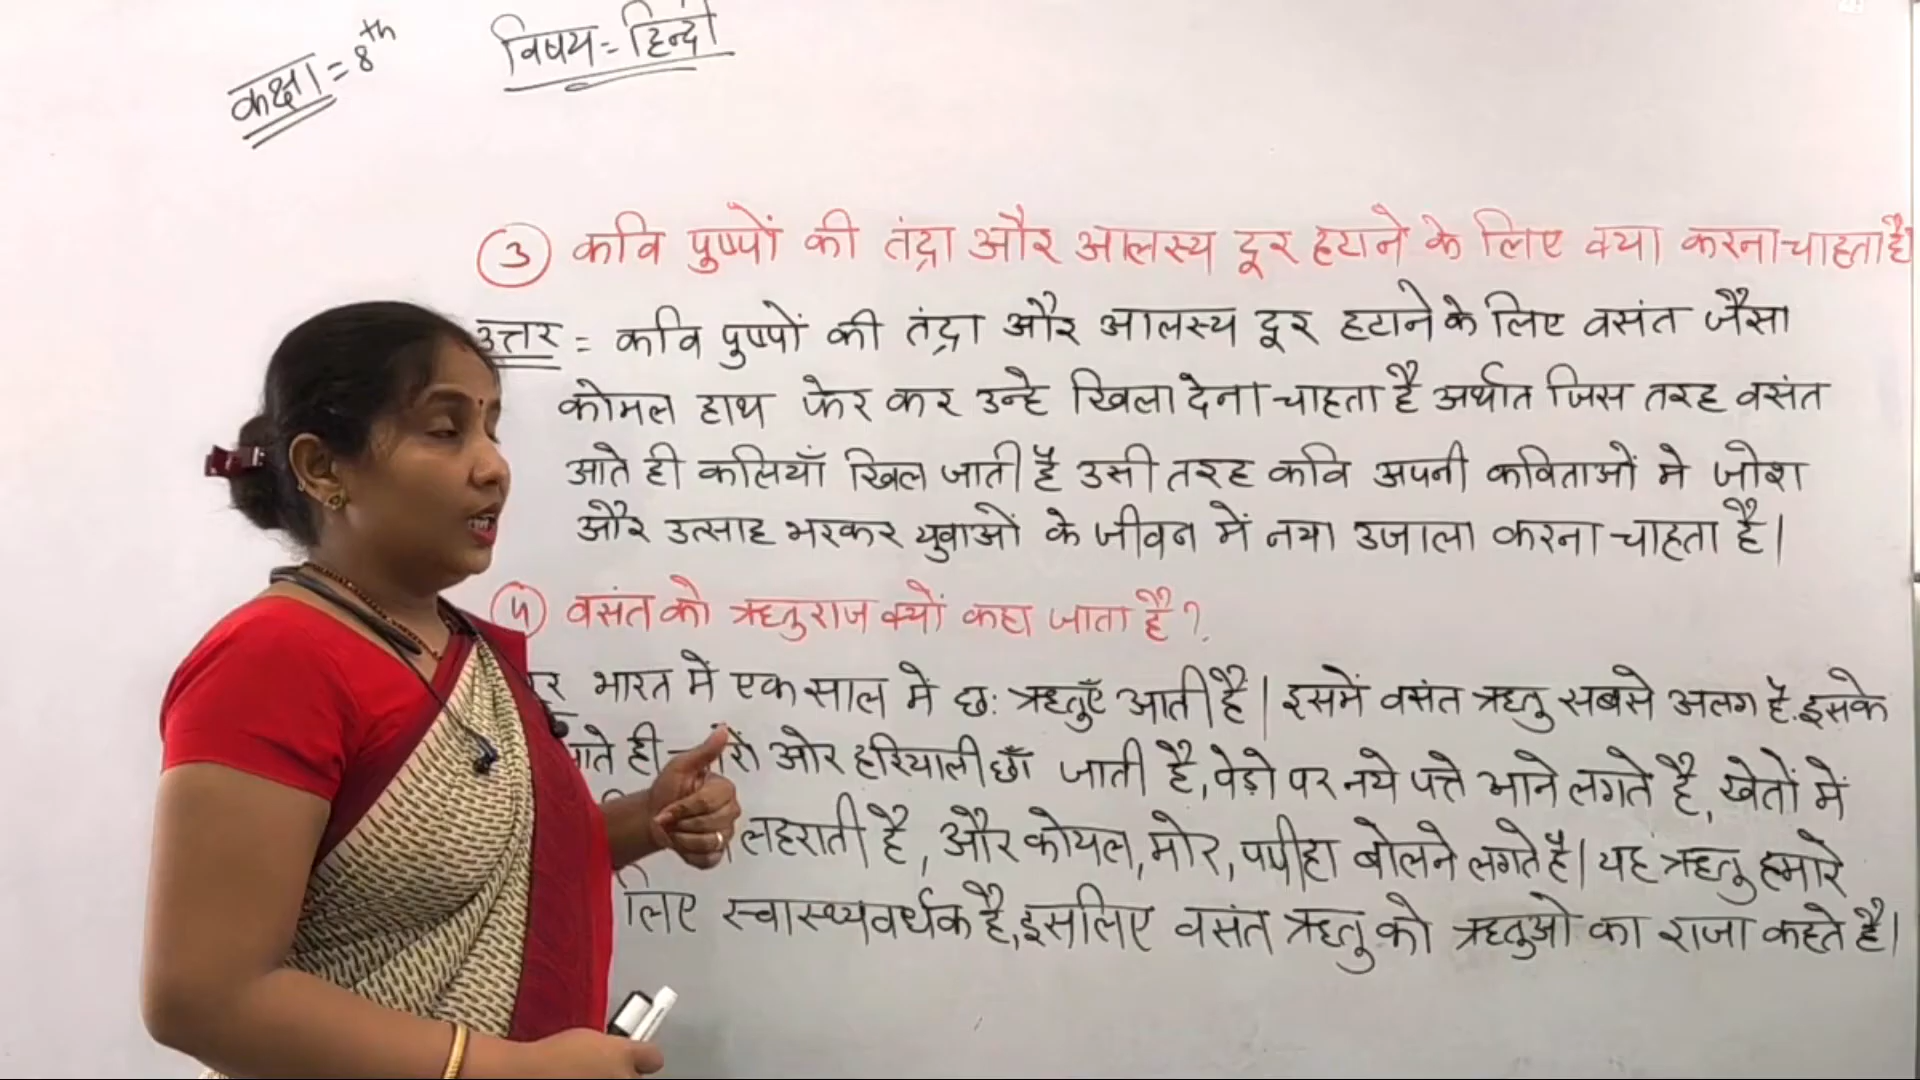 कक्षा = 8th
विषय = हिन्दी
3 कवि पुष्पों की तंद्रा और आलस्य दूर हटाने के लिए क्या करना चाहता है
उत्तर = कवि पुष्पों की तंद्रा और आलस्य दूर हटाने के लिए वसंत जैसा
कोमल हाथ फेर कर उन्हे खिला देना चाहता है अर्थात जिस तरह वसंत
आते ही कलियाँ खिल जाती है उसी तरह कवि अपनी कविताओं मे जोश
और उत्साह भरकर युवाओं के जीवन में नया उजाला करना चाहता है।
4 वसंत को ऋतुराज क्यों कहा जाता है?
भारत में एक साल मे छः ऋतुएँ आती है। इसमें वसंत ऋतु सबसे अलग है. इसके
ही ओर हरियाली छाँ जाती है, पेड़ो पर नये पत्ते आने लगते है, खेतों में
लहराती है, और कोयल, मोर, पपीहा बोलने लगते है। यह ऋतु हमारे
लिए स्वास्थ्यवर्धक है, इसलिए वसंत ऋतु को ऋतुओ का राजा कहते है।